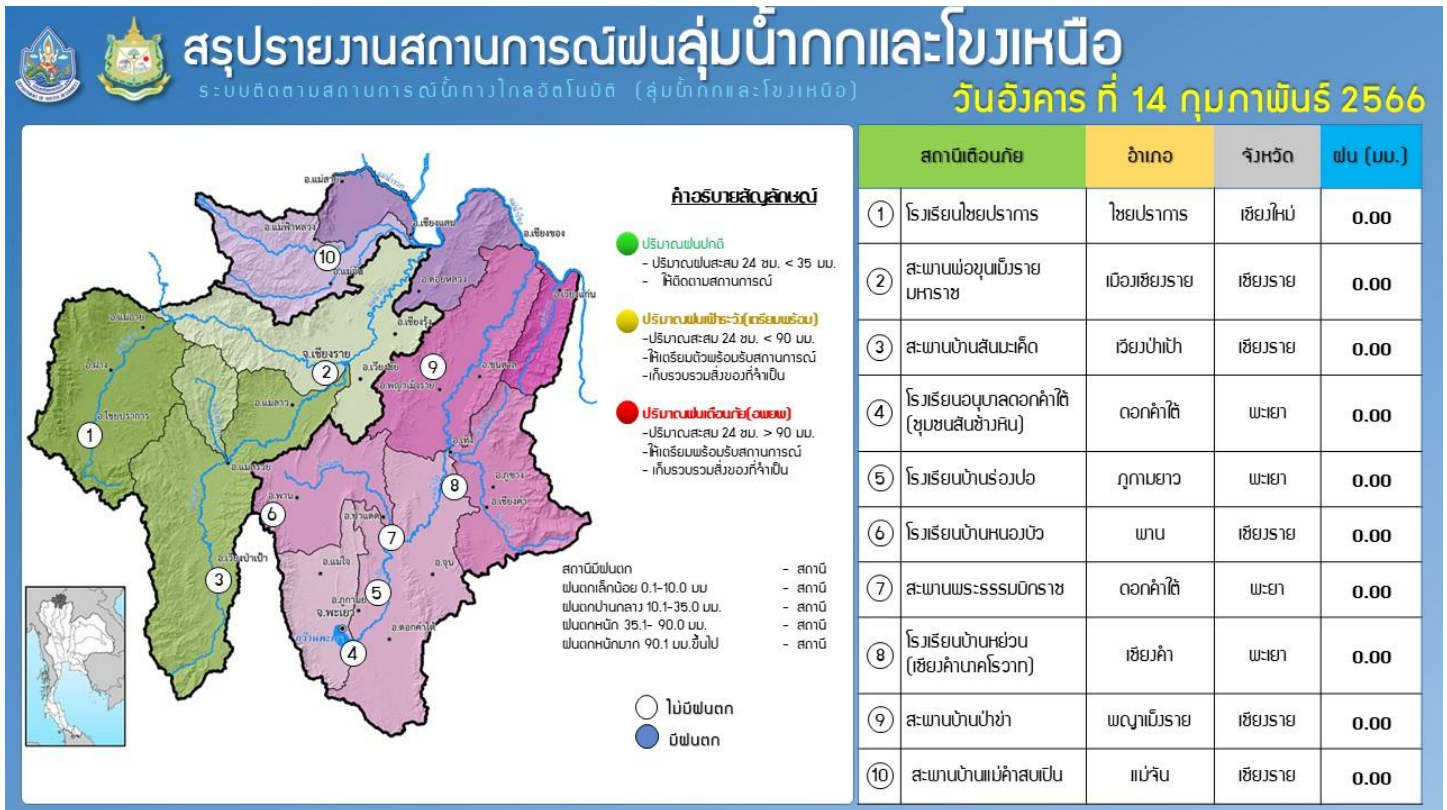 สรุปรายงานสถานการณ์ฝนลุ่มน้ำกกและโขงเหนือ
ระบบติดตามสถานการณ์น้ำทางไกลอัตโนมัติ (ลุ่มน้ำกกและโขงเหนือ)
วันอังคาร ที่ 14 กุมภาพันธ์ 2566
อ.แม่สาย
อ.แม่ฟ้าหลวง
อ.เชียงแสน
อ.เชียงของ
10
อ.แม่จัน
อ.ดอยหลวง
อ.เวียงแก่น
อ.แม่อาย
อ.เชียงรุ้ง
จ.เชียงราย
2
อ.เวียงชัย
9
อ.ขุนตาล
อ.ฝาง
อ.พญาเม็งราย
อ.ไชยปราการ
1
อ.แม่ลาว
อ.เทิง
อ.แม่สรวย
8
อ.ภูซาง
อ.เชียงคำ
อ.พาน
6
อ.ป่าแดด
7
อ.เวียงป่าเป้า
3
อ.แม่ใจ
อ.จุน
5
อ.ภูกามยาว
จ.พะเยา
กว๊านพะเยา
4
อ.ดอกคำใต้
คำอธิบายสัญลักษณ์
ปริมาณฝนปกติ
- ปริมาณฝนสะสม 24 ชม. < 35 มม.
- ให้ติดตามสถานการณ์
ปริมาณฝนเฝ้าระวัง(เตรียมพร้อม)
-ปริมาณสะสม 24 ชม. < 90 มม.
-ให้เตรียมตัวพร้อมรับสถานการณ์
-เก็บรวบรวมสิ่งของที่จำเป็น
ปริมาณฝนเตือนภัย(อพยพ)
-ปริมาณสะสม 24 ชม. > 90 มม.
-ให้เตรียมพร้อมรับสถานการณ์
- เก็บรวบรวมสิ่งของที่จำเป็น
สถานีมีฝนตก - สถานี
ฝนตกเล็กน้อย 0.1-10.0 มม - สถานี
ฝนตกปานกลาง 10.1-35.0 มม. - สถานี
ฝนตกหนัก 35.1- 90.0 มม. - สถานี
ฝนตกหนักมาก 90.1 มม.ขึ้นไป - สถานี
ไม่มีฝนตก
มีฝนตก
สถานีเตือนภัย อำเภอ จังหวัด ฝน (มม.)
1 โรงเรียนไชยปราการ ไชยปราการ เชียงใหม่ 0.00
2 สะพานพ่อขุนเม็งราย
มหาราช เมืองเชียงราย เชียงราย 0.00
3 สะพานบ้านสันมะเค็ด เวียงป่าเป้า เชียงราย 0.00
4 โรงเรียนอนุบาลดอกคำใต้
(ชุมชนสันช้างหิน) ดอกคำใต้ พะเยา 0.00
5 โรงเรียนบ้านร่องปอ ภูกามยาว พะเยา 0.00
6 โรงเรียนบ้านหนองบัว พาน เชียงราย 0.00
7 สะพานพระธรรมมิกราช ดอกคำใต้ พะเยา 0.00
8 โรงเรียนบ้านหย่วน
(เชียงคำนาคโรวาท) เชียงคำ พะเยา 0.00
9 สะพานบ้านป่าข่า พญาเม็งราย เชียงราย 0.00
10 สะพานบ้านแม่คำสบเปิน แม่จัน เชียงราย 0.00